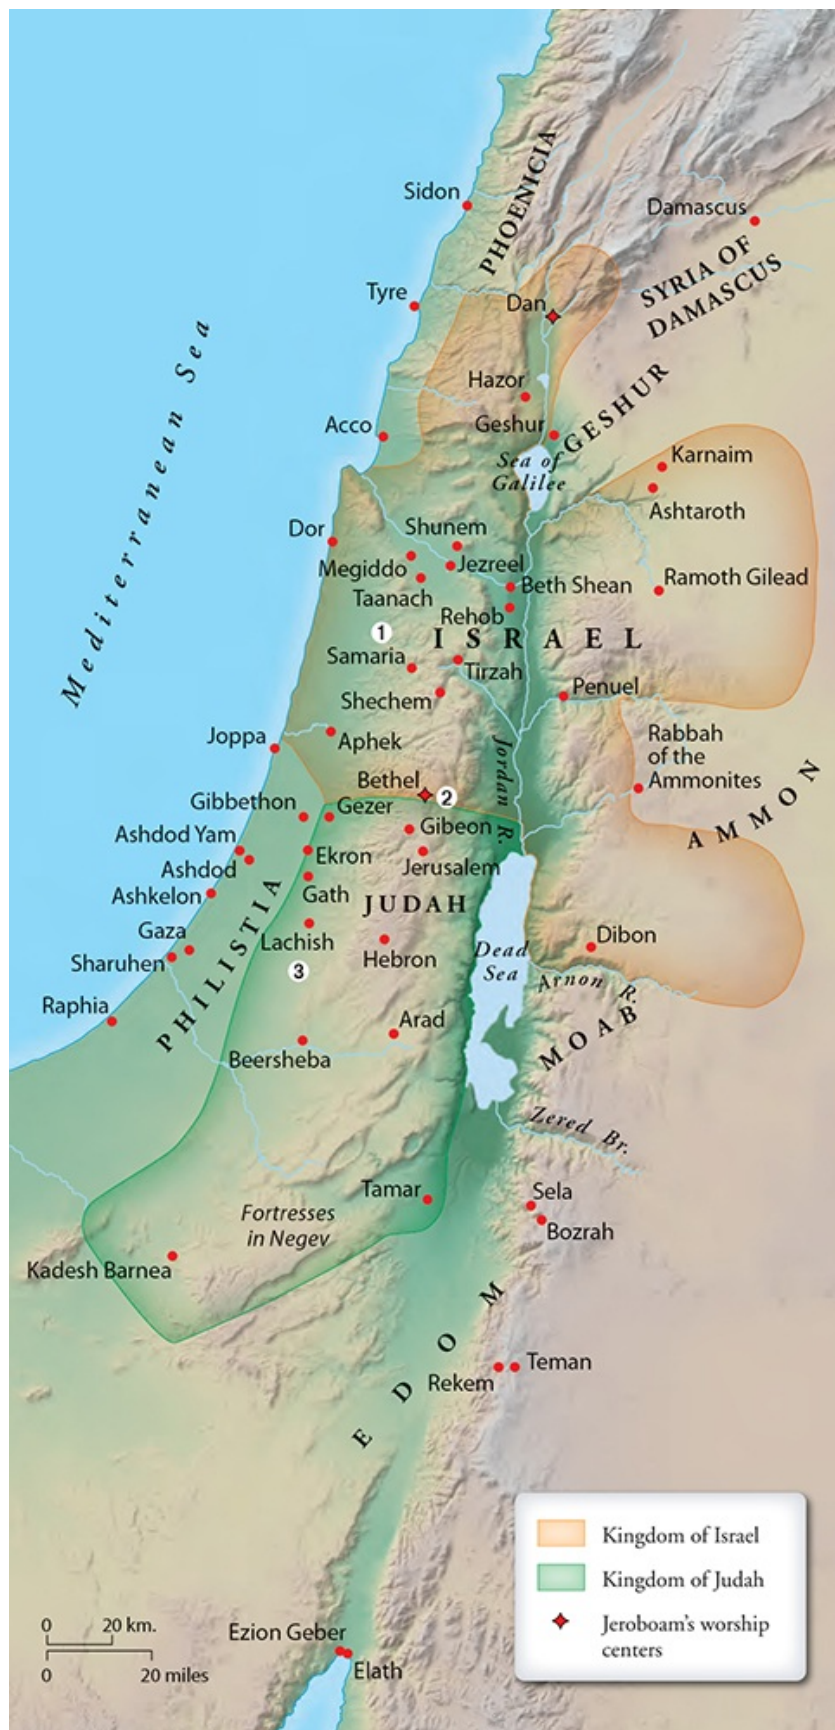 Sidon
PHOENICIA
Damascus
SYRIA OF
DAMASCUS
Tyre
Dan
Mediterranean Sea
Hazor
GESHUR
Acco
Geshur
Sea of
Galilee
Karnaim
Ashtaroth
Dor
Shunem
Megiddo
Jezreel
Taanach
Beth Shean
Ramoth Gilead
Rehob
1
ISRAEL
Samaria
Tirzah
Shechem
Penuel
Joppa
Aphek
Jordan R.
Rabbah
of the
Ammonites
Bethel
2
AMMON
Gibbethon
Gezer
Gibeon
Ashdod Yam
Ekron
Jerusalem
Ashdod
Gath
Ashkelon
JUDAH
PHILISTIA
Gaza
Lachish
Hebron
Dead
Sea
Dibon
Sharuhen
3
Arnon R.
Raphia
Arad
MOAB
Beersheba
Zered Br.
Tamar
Sela
Fortresses
in Negev
Bozrah
Kadesh Barnea
EDOM
Teman
Rekem
Kingdom of Israel
Kingdom of Judah
Jeroboam's worship
centers
0 20 km.
0 20 miles
Ezion Geber
Elath